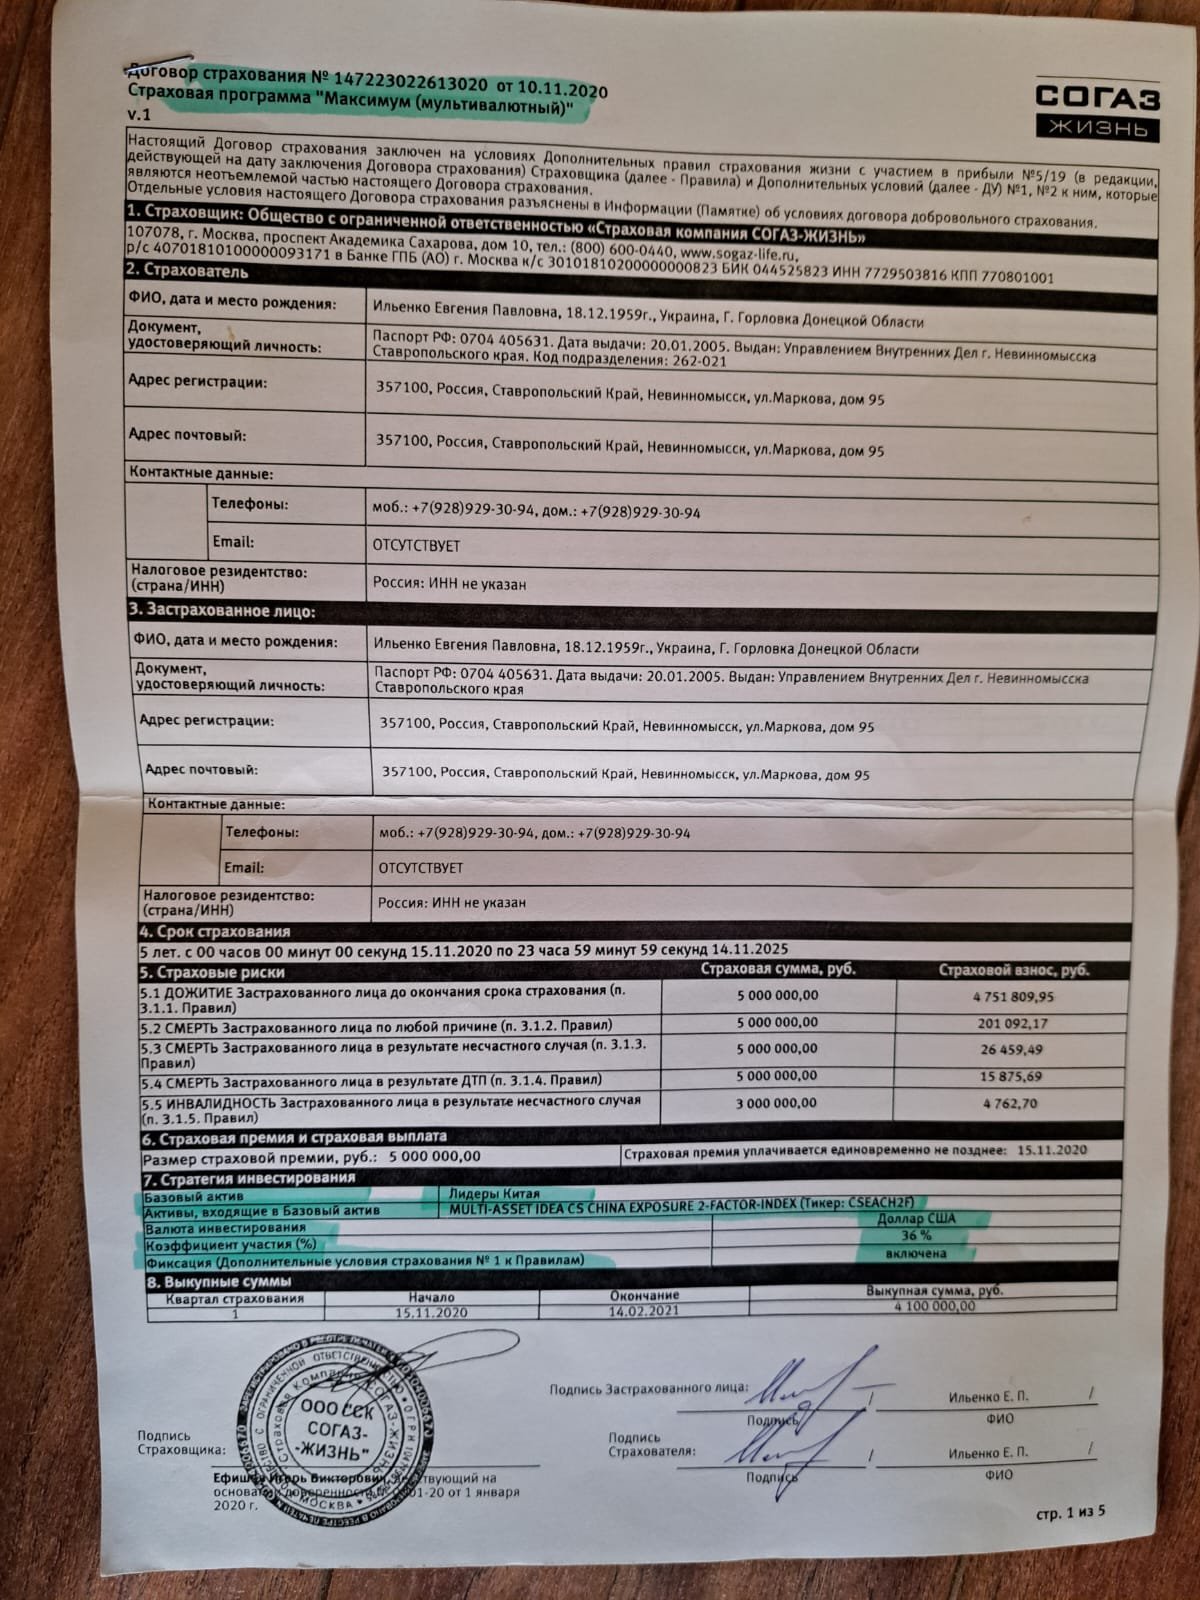 Договор страхования № 147223022613020 от 10.11.2020
Страховая программа "Максимум (мультивалютный)"
v.1
СОГАЗ
ЖИЗНЬ
Настоящий Договор страхования заключен на условиях Дополнительных правил страхования жизни с участием в прибыли №5/19 (в редакции,
действующей на дату заключения Договора страхования) Страховщика (далее - Правила) и Дополнительных условий (далее - ДУ) №1, №2 к ним, которые
являются неотъемлемой частью настоящего Договора страхования.
Отдельные условия настоящего Договора страхования разъяснены в Информации (Памятке) об условиях договора добровольного страхования.
1. Страховщик: Общество с ограниченной ответственностью «Страховая компания СОГАЗ-ЖИЗНЬ»
107078, г. Москва, проспект Академика Сахарова, дом 10, тел.: (800) 600-0440, www.sogaz-life.ru,
р/с 40701810100000093171 в Банке ГПБ (АО) г. Москва к/с 30101810200000000823 БИК 044525823 ИНН 7729503816 КПП 770801001
2. Страхователь
ФИО, дата и место рождения: Ильенко Евгения Павловна, 18.12.1959г., Украина, Г. Горловка Донецкой Области
Документ,
удостоверяющий личность:
Паспорт РФ: 0704 405631. Дата выдачи: 20.01.2005. Выдан: Управлением Внутренних Дел г. Невинномысска
Ставропольского края. Код подразделения: 262-021
Адрес регистрации: 357100, Россия, Ставропольский Край, Невинномысск, ул.Маркова, дом 95
Адрес почтовый: 357100, Россия, Ставропольский Край, Невинномысск, ул.Маркова, дом 95
Контактные данные:
Телефоны: моб.: +7(928)929-30-94, дом.: +7(928)929-30-94
Email: ОТСУТСТВУЕТ
Налоговое резидентство:
(страна/ИНН)
Россия: ИНН не указан
3. Застрахованное лицо:
ФИО, дата и место рождения: Ильенко Евгения Павловна, 18.12.1959г., Украина, Г. Горловка Донецкой Области
Документ,
удостоверяющий личность:
Паспорт РФ: 0704 405631. Дата выдачи: 20.01.2005. Выдан: Управлением Внутренних Дел г. Невинномысска
Ставропольского края
Адрес регистрации: 357100, Россия, Ставропольский Край, Невинномысск, ул.Маркова, дом 95
Адрес почтовый: 357100, Россия, Ставропольский Край, Невинномысск, ул.Маркова, дом 95
Контактные данные:
Телефоны: моб.: +7(928)929-30-94, дом.: +7(928)929-30-94
Email: ОТСУТСТВУЕТ
Налоговое резидентство:
(страна/ИНН)
Россия: ИНН не указан
4. Срок страхования
5 лет. с 00 часов 00 минут 00 секунд 15.11.2020 по 23 часа 59 минут 59 секунд 14.11.2025
5. Страховые риски Страховая сумма, руб. Страховой взнос, руб.
5.1 ДОЖИТИЕ Застрахованного лица до окончания срока страхования (п.
3.1.1. Правил)
5 000 000,00 4 751 809,95
5.2 СМЕРТЬ Застрахованного лица по любой причине (п. 3.1.2. Правил) 5 000 000,00 201 092,17
5.3 СМЕРТЬ Застрахованного лица в результате несчастного случая (п. 3.1.3.
Правил)
5 000 000,00 26 459,49
5.4 СМЕРТЬ Застрахованного лица в результате ДТП (п. 3.1.4. Правил) 5 000 000,00 15 875,69
5.5 ИНВАЛИДНОСТЬ Застрахованного лица в результате несчастного случая
(п. 3.1.5. Правил)
3 000 000,00 4 762,70
6. Страховая премия и страховая выплата
Размер страховой премии, руб.: 5 000 000,00 Страховая премия уплачивается единовременно не позднее: 15.11.2020
7. Стратегия инвестирования
Базовый актив Лидеры Китая
Активы, входящие в Базовый актив MULTI-ASSET IDEA CS CHINA EXPOSURE 2-FACTOR-INDEX (Тикер: CSEACH2F)
Валюта инвестирования Доллар США
Коэффициент участия (%) 36 %
Фиксация (Дополнительные условия страхования № 1 к Правилам) включена
8. Выкупные суммы
Квартал страхования Начало Окончание Выкупная сумма, руб.
1 15.11.2020 14.02.2021 4 100 000,00
Подпись
Страховщика:
ООО "СК
СОГАЗ-
-ЖИЗНЬ"
МОСКВА
Игорь Викторович,
2020 г.
Подпись Застрахованного лица: / Ильенко Е. П. /
Подпись ФИО
Подпись
Страхователя: / Ильенко Е. П. /
Подпись ФИО
стр. 1 из 5